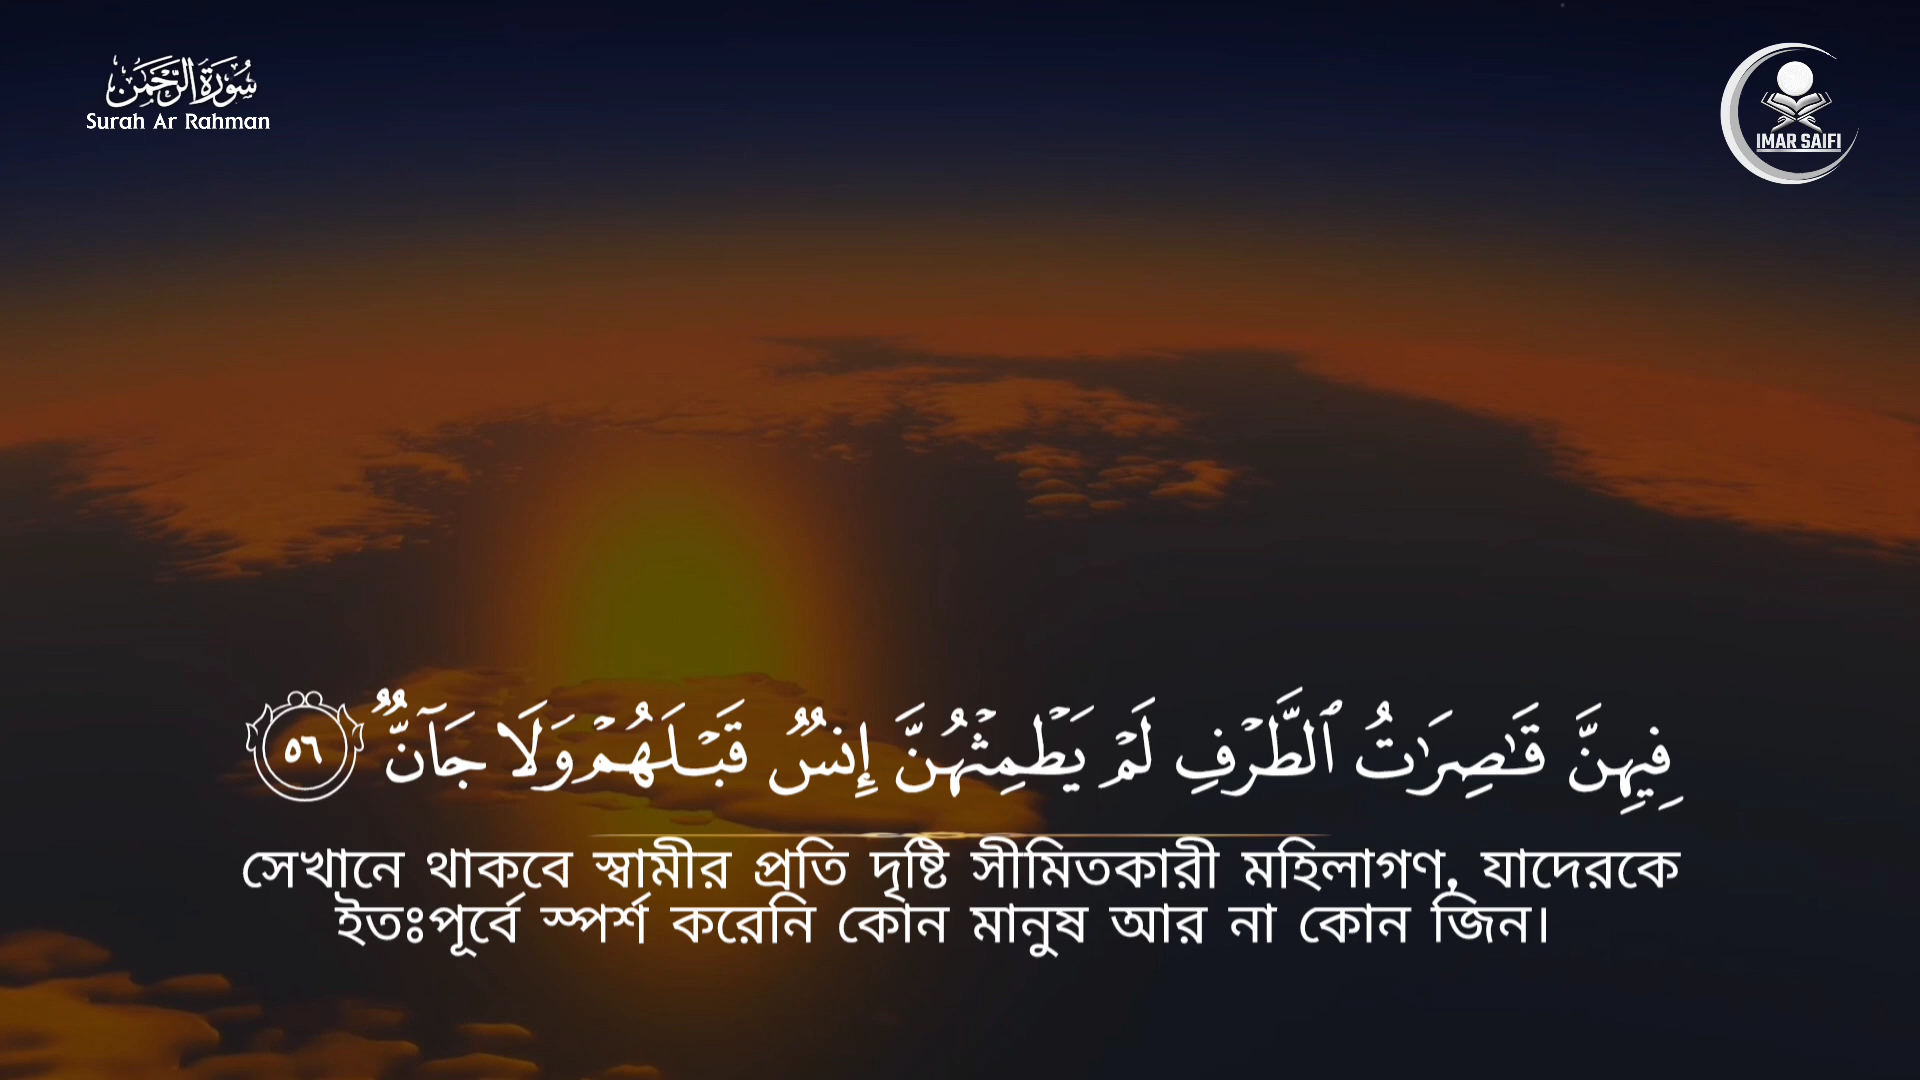 سُورَةُ الرَّحْمَٰن
Surah Ar Rahman
IMAR SAIFI
فِيهِنَّ قَٰصِرَٰتُ ٱلطَّرْفِ لَمْ يَطْمِثْهُنَّ إِنسٌ قَبْلَهُمْ وَلَا جَآنٌّ ٥٦
সেখানে থাকবে স্বামীর প্রতি দৃষ্টি সীমিতকারী মহিলাগণ, যাদেরকে
ইতঃপূর্বে স্পর্শ করেনি কোন মানুষ আর না কোন জিন।